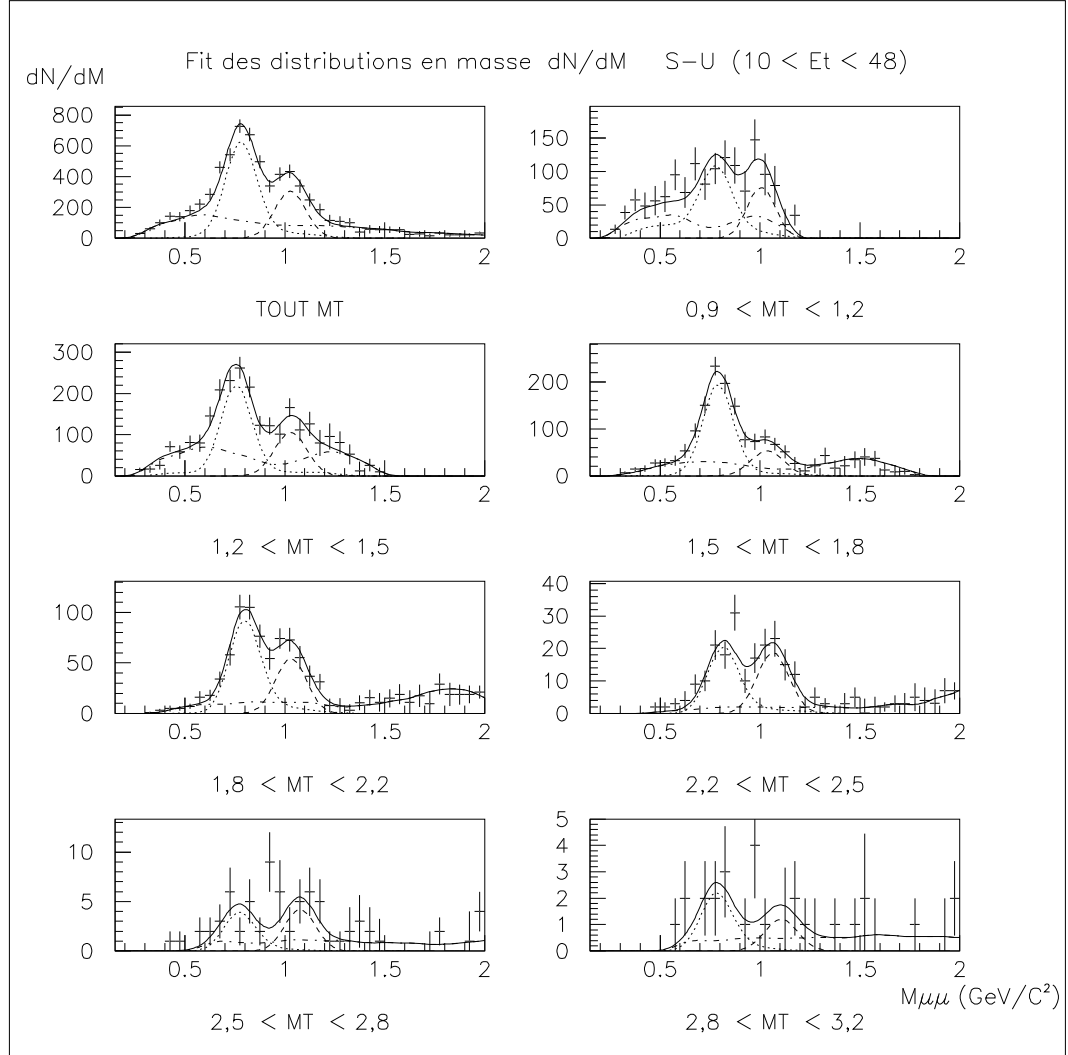 Fit des distributions en masse dN/dM S-U (10 < Et < 48)
dN/dM
800
600
400
200
0
0.5 1 1.5 2
TOUT MT
150
100
50
0
0.5 1 1.5 2
0,9 < MT < 1,2
300
200
100
0
0.5 1 1.5 2
1,2 < MT < 1,5
200
100
0
0.5 1 1.5 2
1,5 < MT < 1,8
100
50
0
0.5 1 1.5 2
1,8 < MT < 2,2
40
30
20
10
0
0.5 1 1.5 2
2,2 < MT < 2,5
10
5
0
0.5 1 1.5 2
2,5 < MT < 2,8
5
4
3
2
1
0
0.5 1 1.5 2
Mμμ (GeV/C²)
2,8 < MT < 3,2